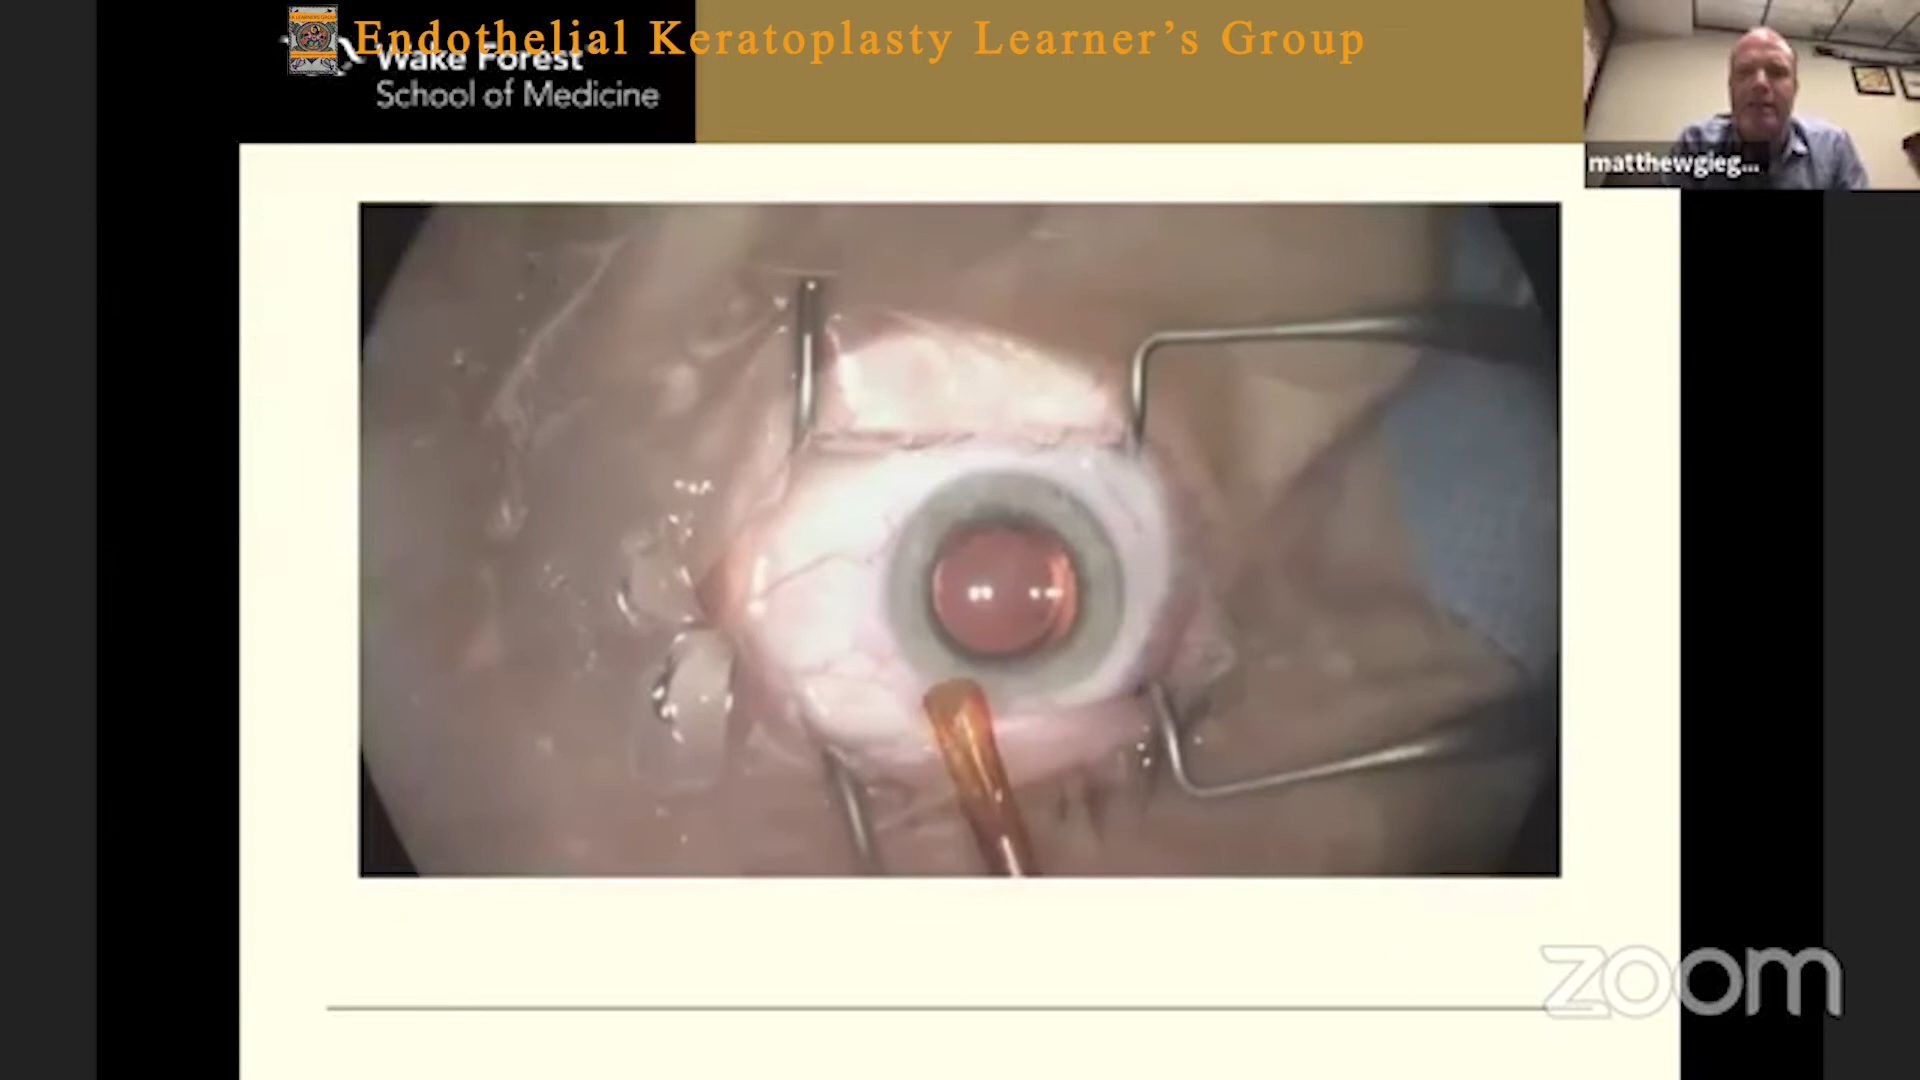 Endothelial Keratoplasty Learner's Group
Wake Forest
School of Medicine
matthewgieg...
zoom